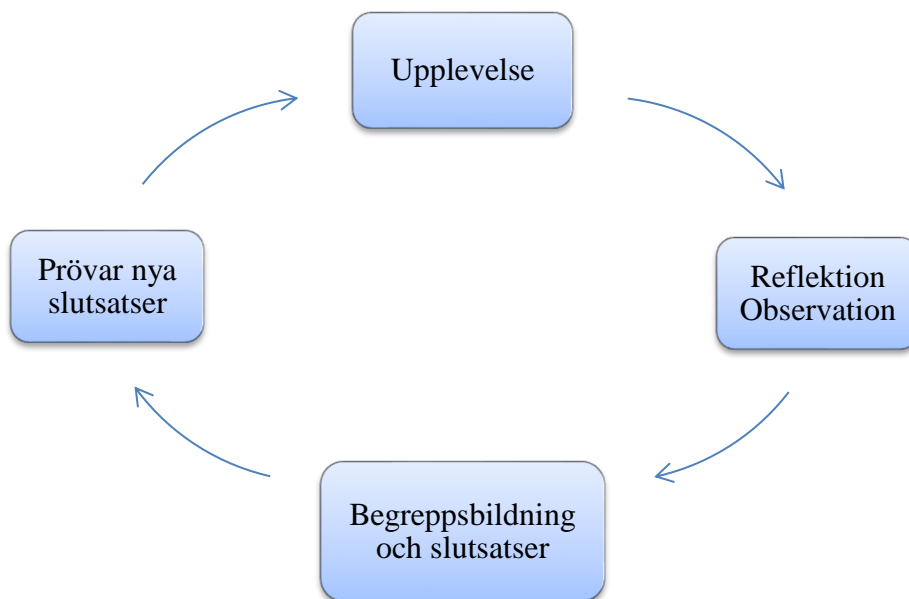 Upplevelse
Reflektion
Observation
Begreppsbildning
och slutsatser
Prövar nya
slutsatser